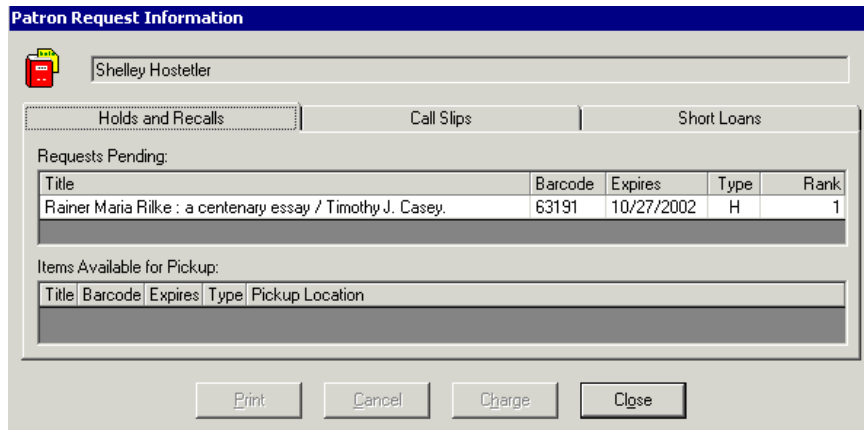 Patron Request Information
Shelley Hostetler
Holds and Recalls Call Slips Short Loans
Requests Pending:
Title Barcode Expires Type Rank
Rainer Maria Rilke : a centenary essay / Timothy J. Casey. 63191 10/27/2002 H 1
Items Available for Pickup:
Title Barcode Expires Type Pickup Location
Print Cancel Charge Close